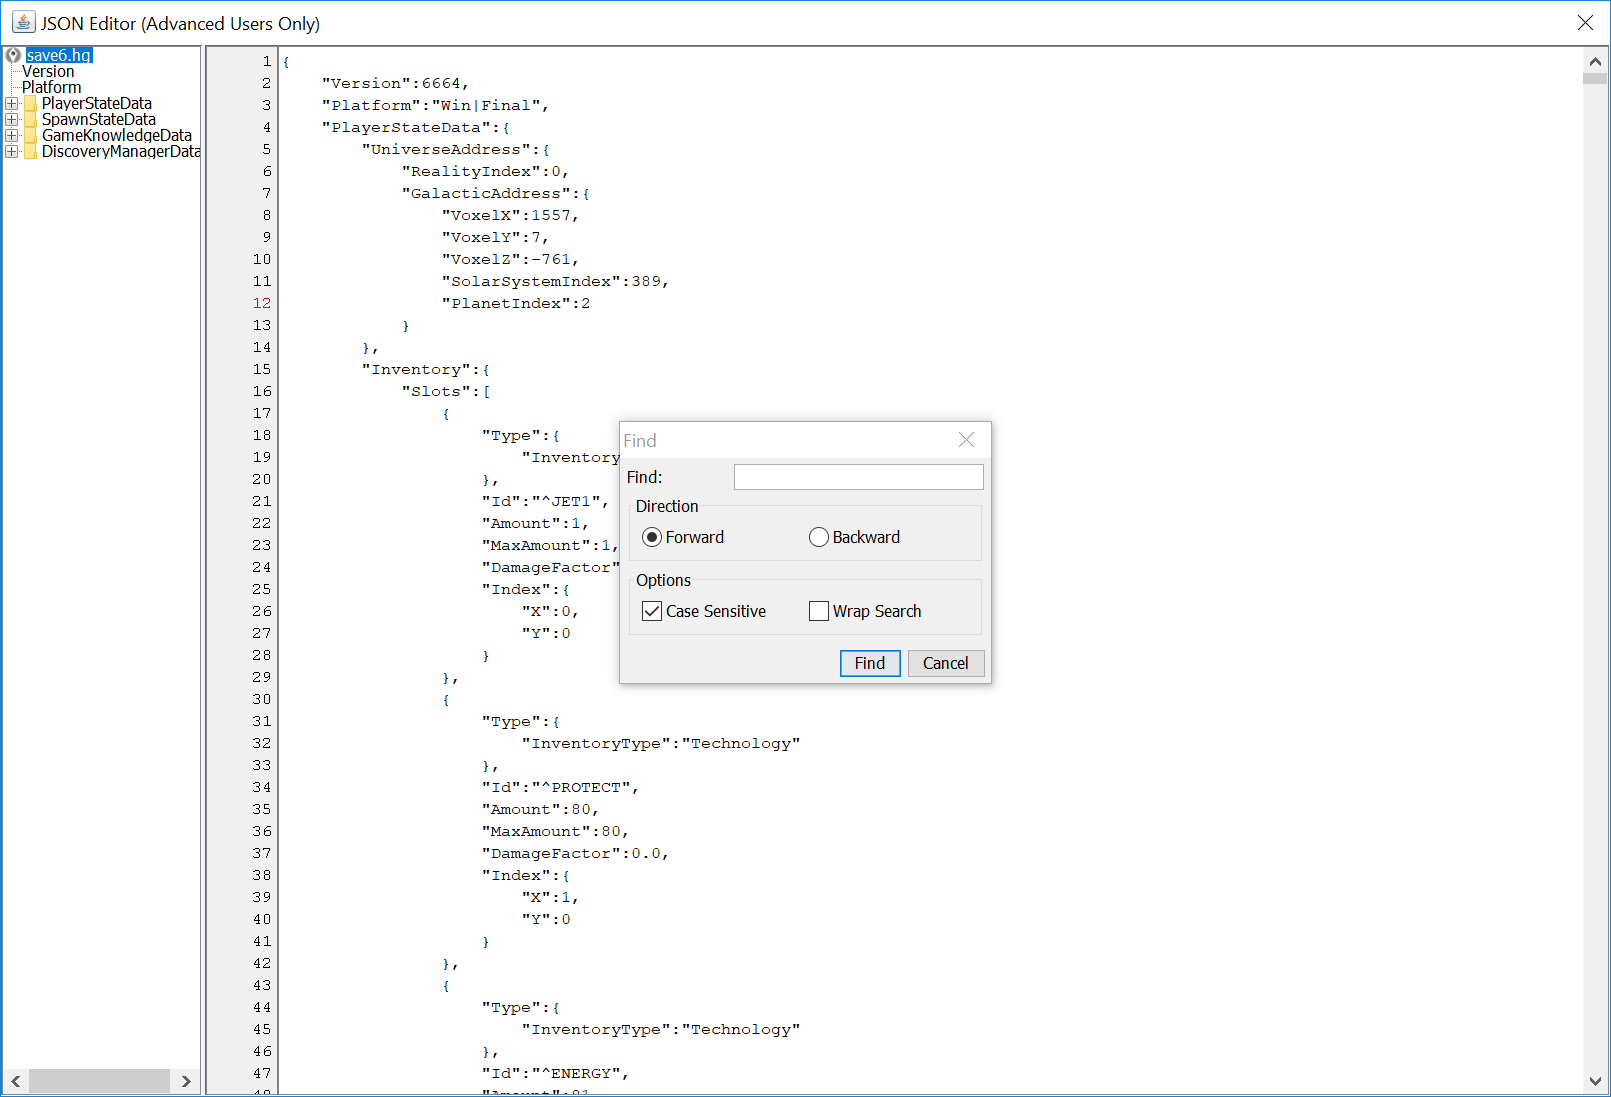 JSON Editor (Advanced Users Only)
save6.hg
Version
Platform
PlayerStateData
SpawnStateData
GameKnowledgeData
DiscoveryManagerData
1 {
2 "Version":6664,
3 "Platform":"Win|Final",
4 "PlayerStateData":{
5 "UniverseAddress":{
6 "RealityIndex":0,
7 "GalacticAddress":{
8 "VoxelX":1557,
9 "VoxelY":7,
10 "VoxelZ":-761,
11 "SolarSystemIndex":389,
12 "PlanetIndex":2
13 }
14 },
15 "Inventory":{
16 "Slots":[
17 {
18 "Type":{
19 "Inventory
20 },
21 "Id":"^JET1",
22 "Amount":1,
23 "MaxAmount":1,
24 "DamageFactor"
25 "Index":{
26 "X":0,
27 "Y":0
28 }
29 },
30 {
31 "Type":{
32 "InventoryType":"Technology"
33 },
34 "Id":"^PROTECT",
35 "Amount":80,
36 "MaxAmount":80,
37 "DamageFactor":0.0,
38 "Index":{
39 "X":1,
40 "Y":0
41 }
42 },
43 {
44 "Type":{
45 "InventoryType":"Technology"
46 },
47 "Id":"^ENERGY",
48 "Amount":81
Find
Find:
Direction
Forward Backward
Options
Case Sensitive Wrap Search
Find Cancel